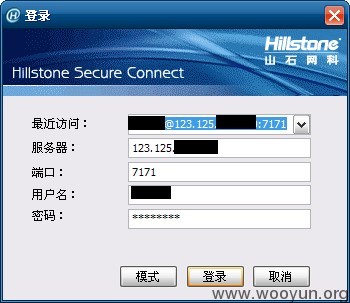 登录
Hillstone
山石网科
Hillstone Secure Connect
最近访问： @123.125. :7171
服务器： 123.125.
端口： 7171
用户名：
密码： ********
模式 登录 取消
www.wooyun.org